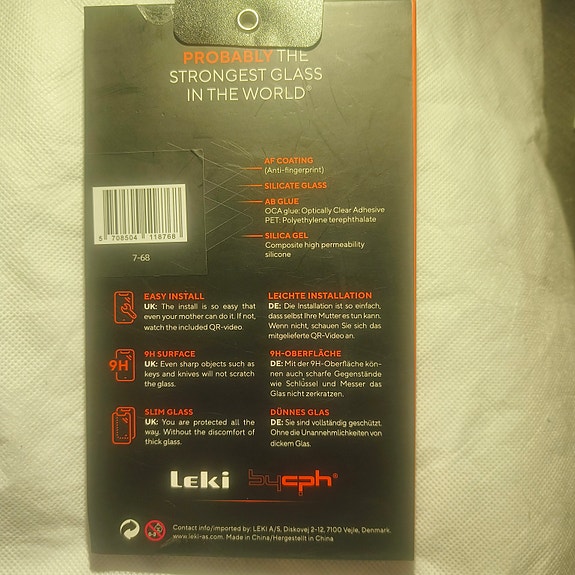 PROBABLY THE
STRONGEST GLASS
IN THE WORLD®
AF COATING
(Anti-fingerprint)
SILICATE GLASS
AB GLUE
OCA glue: Optically Clear Adhesive
PET: Polyethylene terephthalate
SILICA GEL
Composite high permeability
silicone
5 708504 118768
7-68
EASY INSTALL
UK: The install is so easy that
even your mother can do it. If not,
watch the included QR-video.
LEICHTE INSTALLATION
DE: Die Installation ist so einfach,
dass selbst Ihre Mutter es tun kann.
Wenn nicht, schauen Sie sich das
mitgelieferte QR-Video an.
9H
9H SURFACE
UK: Even sharp objects such as
keys and knives will not scratch
the glass.
9H-OBERFLÄCHE
DE: Mit der 9H-Oberfläche kön-
nen auch scharfe Gegenstände
wie Schlüssel und Messer das
Glas nicht zerkratzen.
SLIM GLASS
UK: You are protected all the
way. Without the discomfort of
thick glass.
DÜNNES GLAS
DE: Sie sind vollständig geschützt.
Ohne die Unannehmlichkeiten von
dickem Glas.
Leki bycph®
Contact info/imported by: LEKI A/S, Diskovej 2-12, 7100 Vejle, Denmark.
www.leki-as.com. Made in China/Hergestellt in China